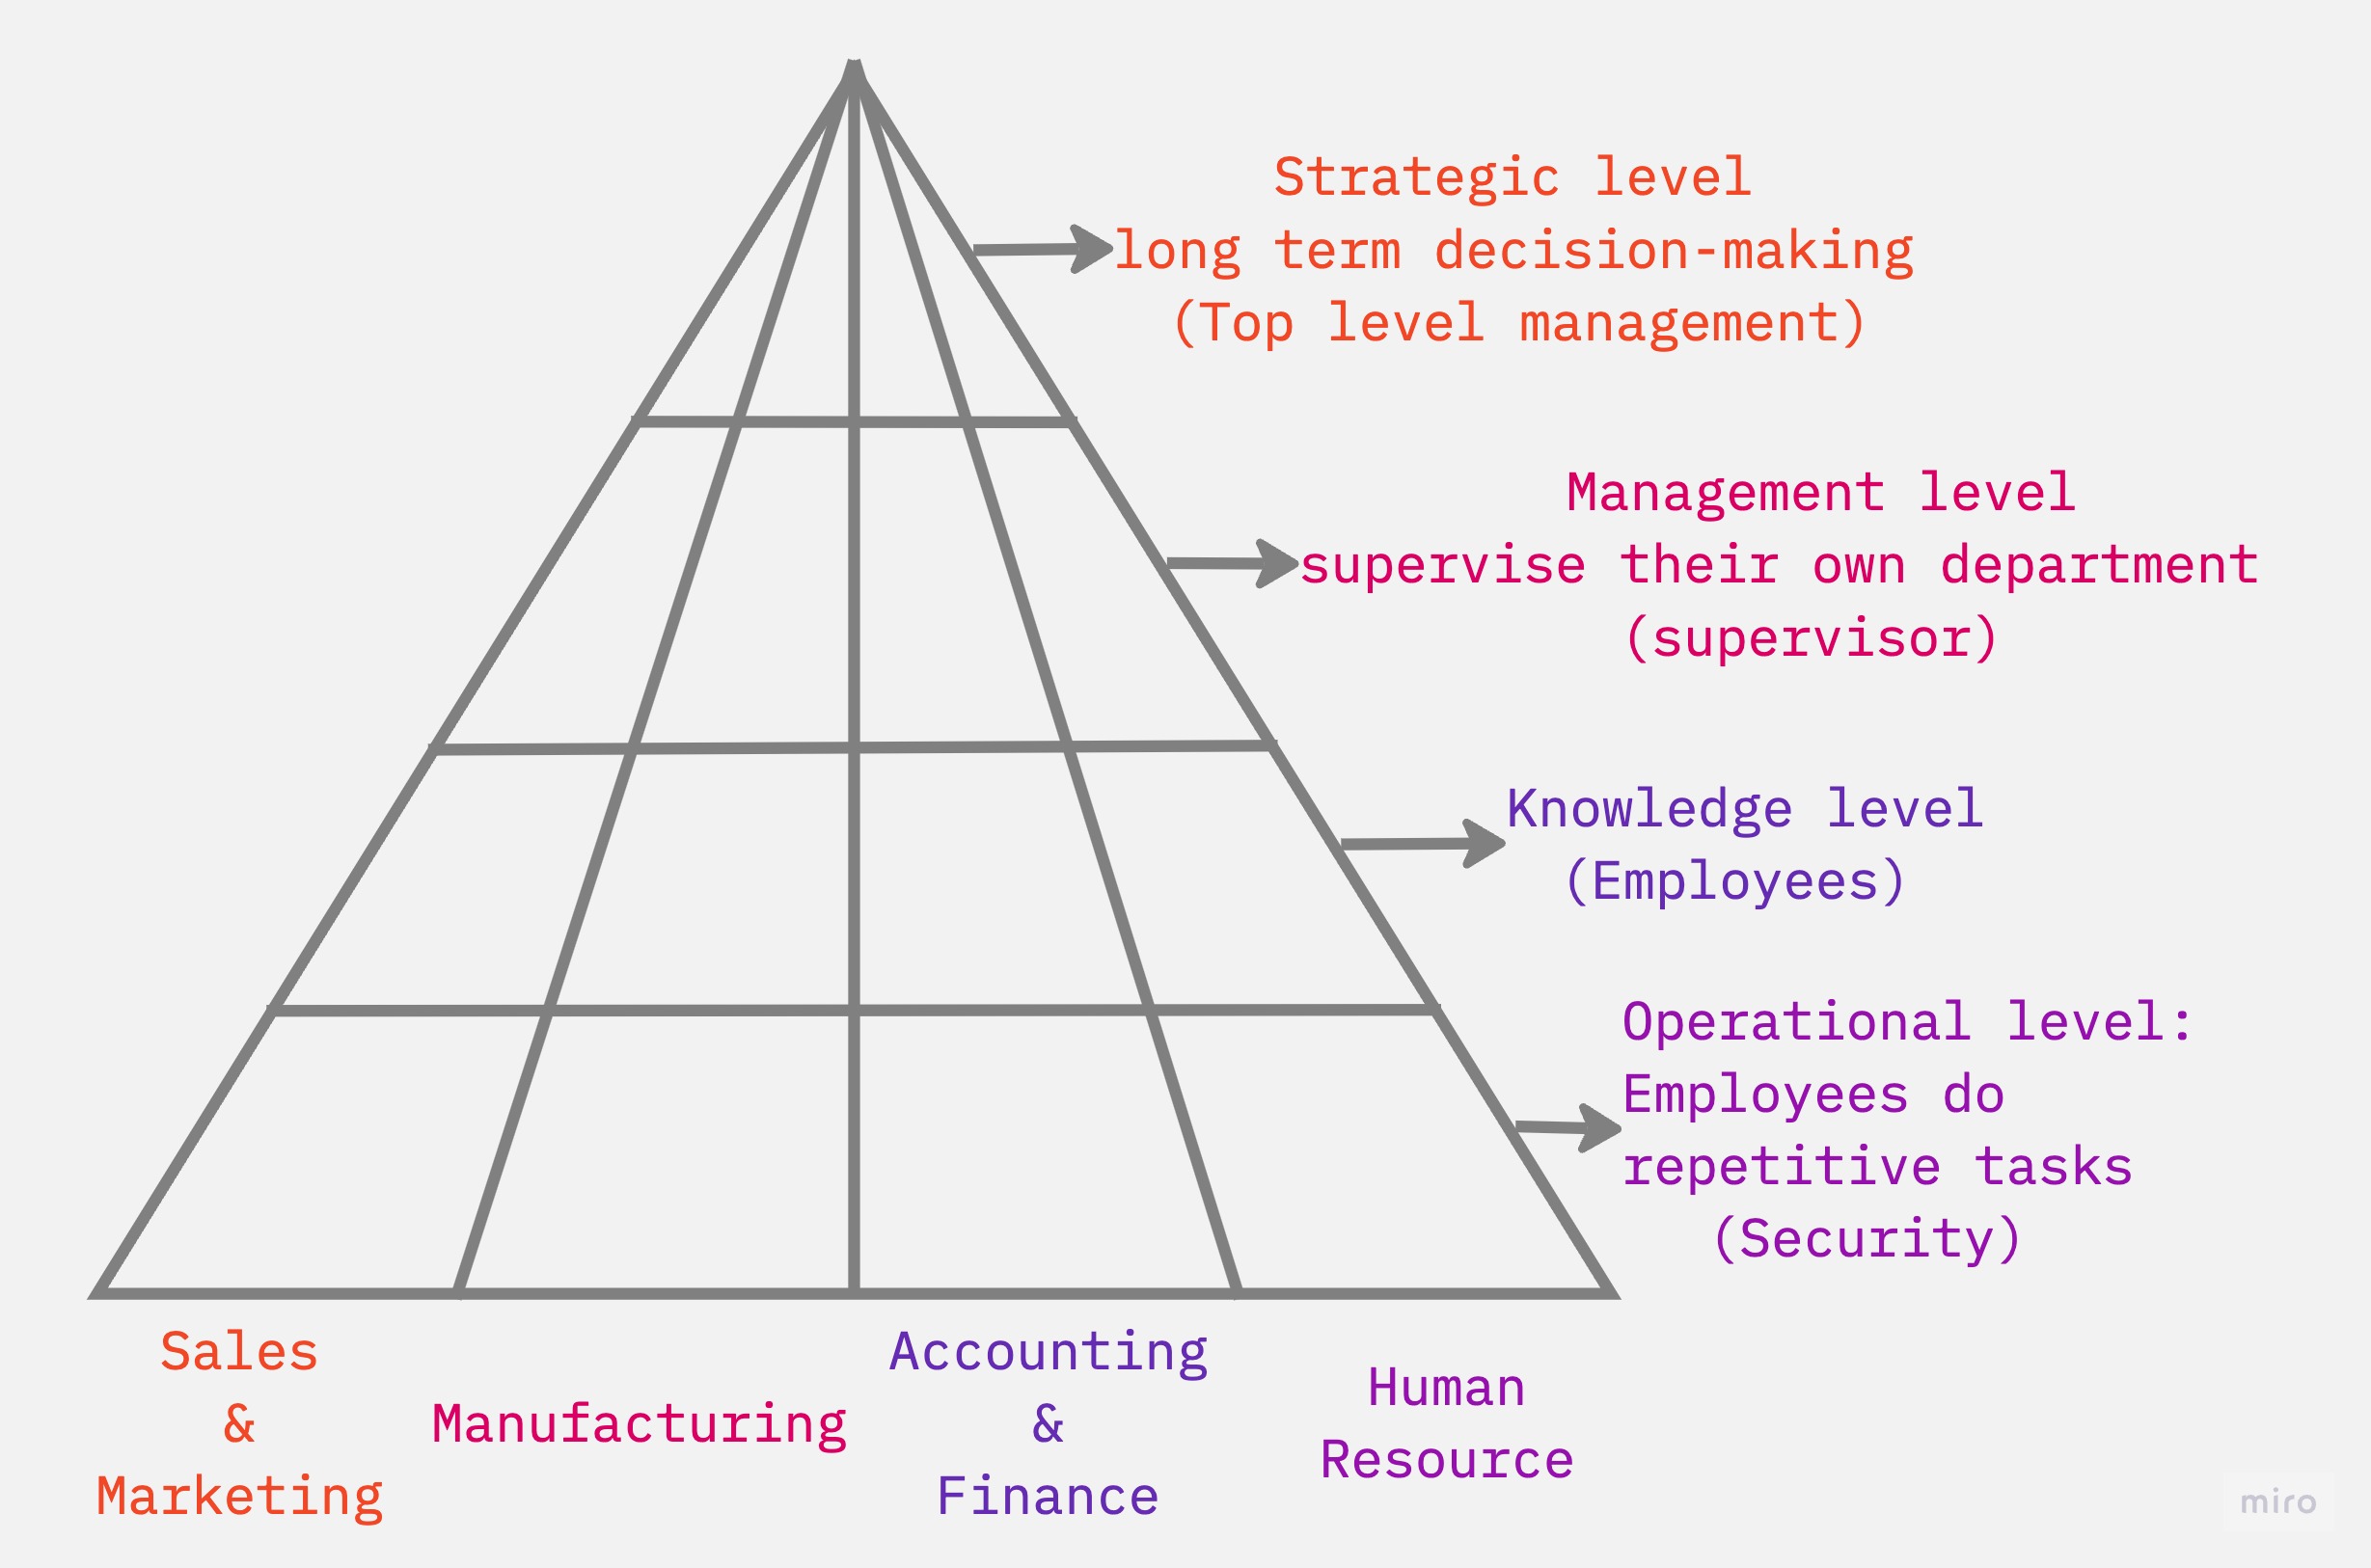 Strategic level
long term decision-making
(Top level management)
Management level
supervise their own department
(supervisor)
Knowledge level
(Employees)
Operational level:
Employees do
repetitive tasks
(Security)
Sales
&
Marketing
Manufacturing
Accounting
&
Finance
Human
Resource
miro